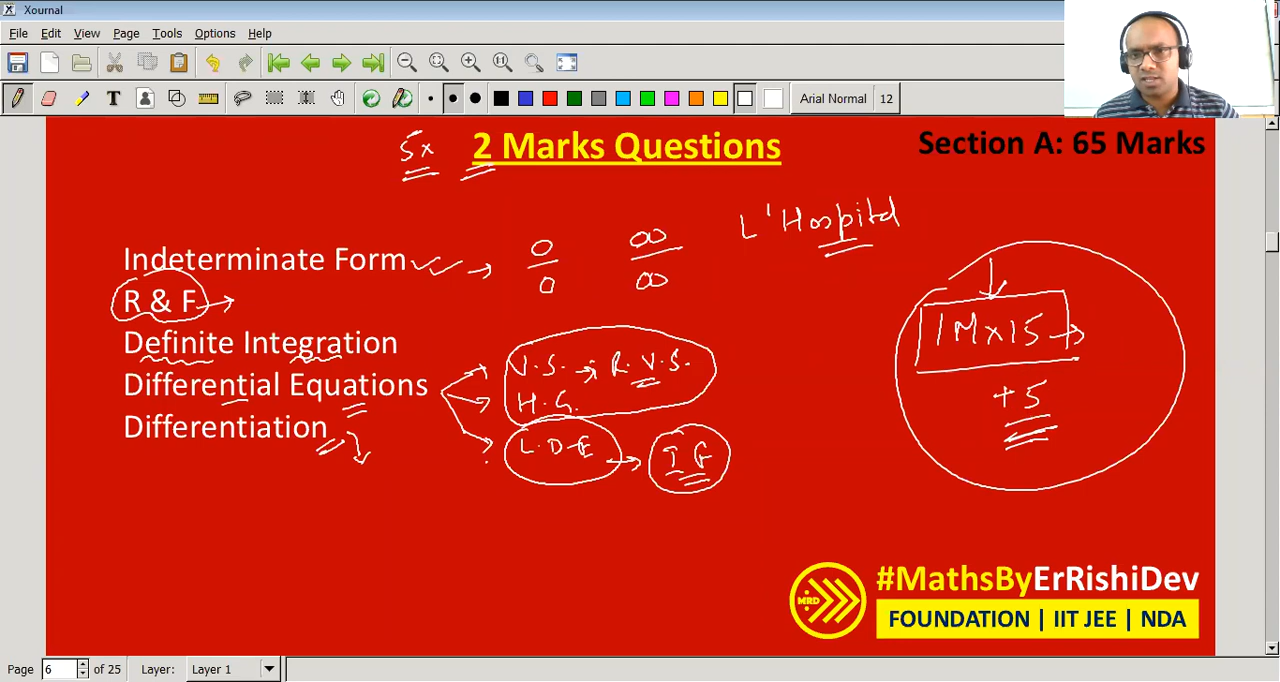 Xournal
File Edit View Page Tools Options Help
Arial Normal 12
5x 2 Marks Questions
Section A: 65 Marks
L'Hospital
Indeterminate Form → 0/0 ∞/∞
R & F →
1M×15 →
+5
Definite Integration
Differential Equations
V.S. → R.V.S.
H.G.
Differentiation
L.D.E → I F
MRD
#MathsByErRishiDev
FOUNDATION | IIT JEE | NDA
Page 6 of 25 Layer: Layer 1